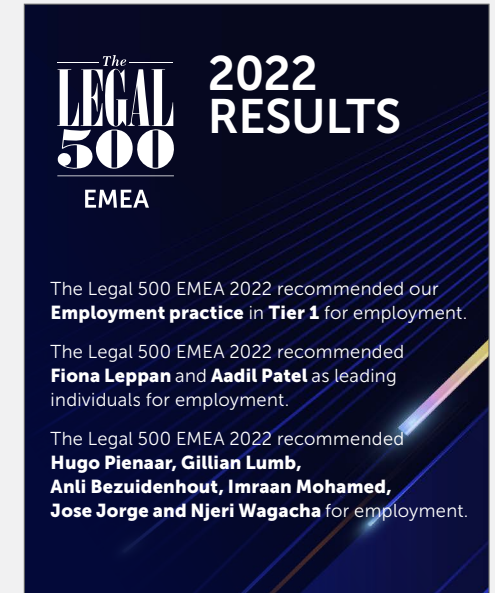 The
LEGAL
500
EMEA
2022
RESULTS
The Legal 500 EMEA 2022 recommended our
Employment practice in Tier 1 for employment.
The Legal 500 EMEA 2022 recommended
Fiona Leppan and Aadil Patel as leading
individuals for employment.
The Legal 500 EMEA 2022 recommended
Hugo Pienaar, Gillian Lumb,
Anli Bezuidenhout, Imraan Mohamed,
Jose Jorge and Njeri Wagacha for employment.